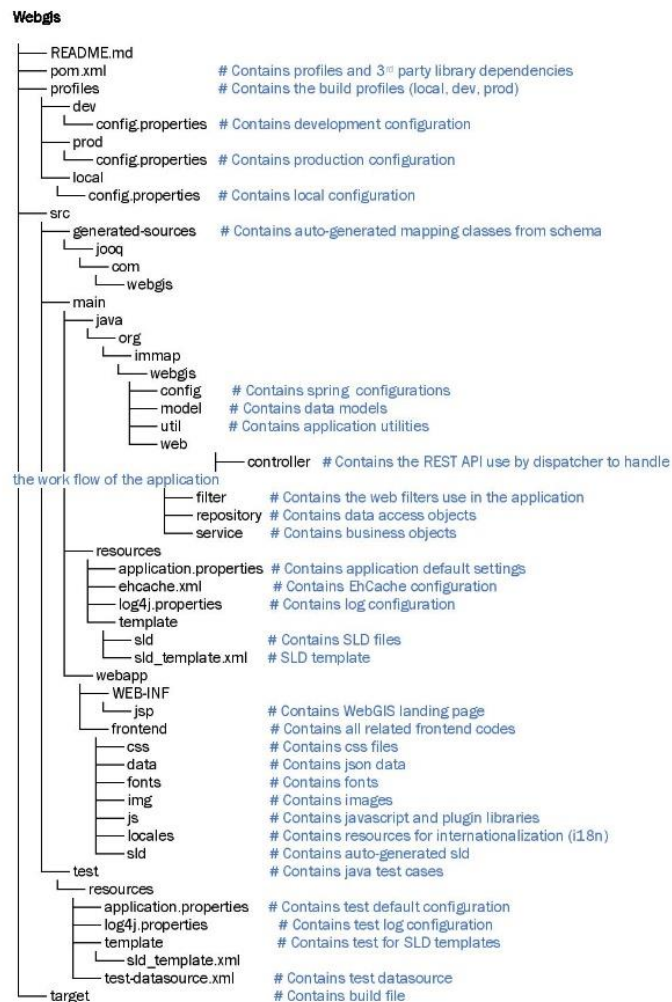 Webgis
README.md
pom.xml # Contains profiles and 3rd party library dependencies
profiles # Contains the build profiles (local, dev, prod)
dev
config.properties # Contains development configuration
prod
config.properties # Contains production configuration
local
config.properties # Contains local configuration
src
generated-sources # Contains auto-generated mapping classes from schema
jooq
com
webgis
main
java
org
immap
webgis
config # Contains spring configurations
model # Contains data models
util # Contains application utilities
web
controller # Contains the REST API use by dispatcher to handle
the work flow of the application
filter # Contains the web filters use in the application
repository # Contains data access objects
service # Contains business objects
resources
application.properties # Contains application default settings
ehcache.xml # Contains EhCache configuration
log4j.properties # Contains log configuration
template
sld # Contains SLD files
sld_template.xml # SLD template
webapp
WEB-INF
jsp # Contains WebGIS landing page
frontend # Contains all related frontend codes
css # Contains css files
data # Contains json data
fonts # Contains fonts
img # Contains images
js # Contains javascript and plugin libraries
locales # Contains resources for internationalization (i18n)
sld # Contains auto-generated sld
test # Contains java test cases
resources
application.properties # Contains test default configuration
log4j.properties # Contains test log configuration
template # Contains test for SLD templates
sld_template.xml
test-datasource.xml # Contains test datasource
target # Contains build file